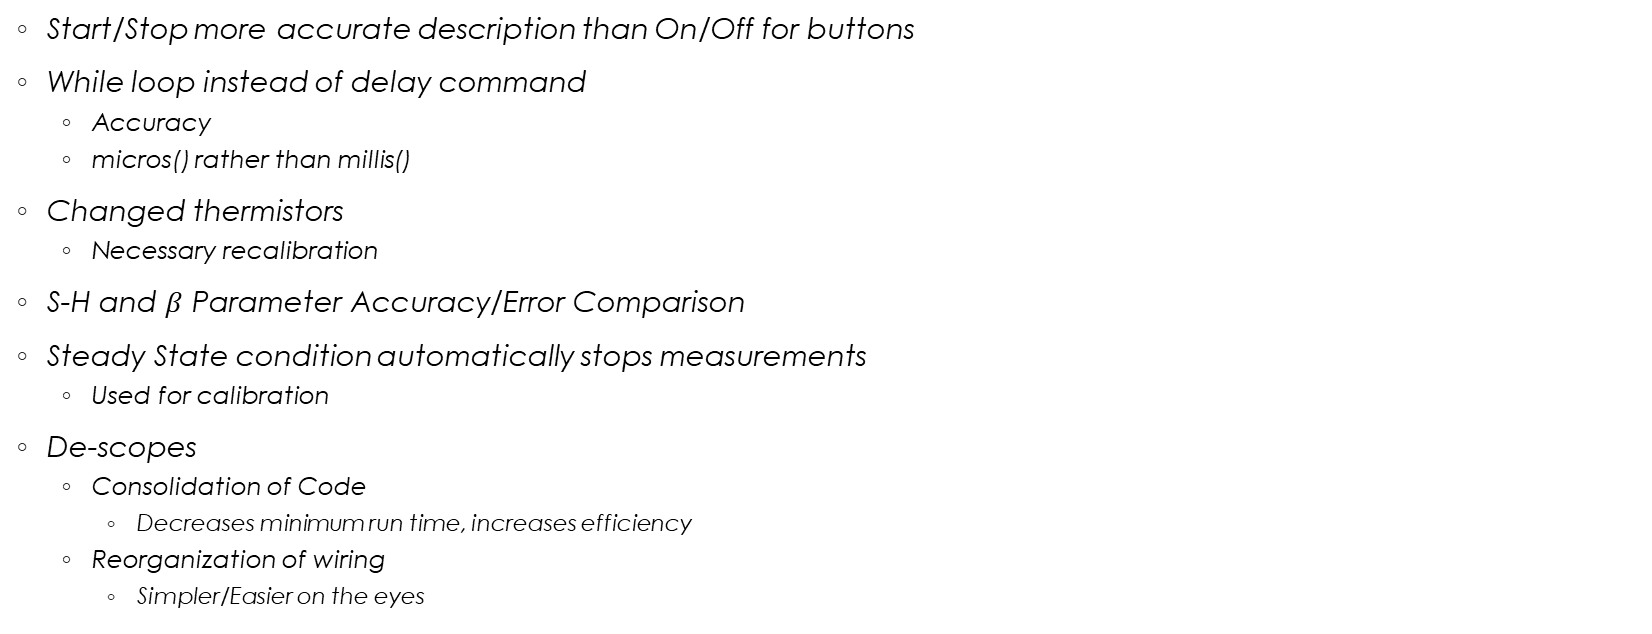 ◦ Start/Stop more accurate description than On/Off for buttons
◦ While loop instead of delay command
◦ Accuracy
◦ micros() rather than millis()
◦ Changed thermistors
◦ Necessary recalibration
◦ S-H and β Parameter Accuracy/Error Comparison
◦ Steady State condition automatically stops measurements
◦ Used for calibration
◦ De-scopes
◦ Consolidation of Code
◦ Decreases minimum run time, increases efficiency
◦ Reorganization of wiring
◦ Simpler/Easier on the eyes